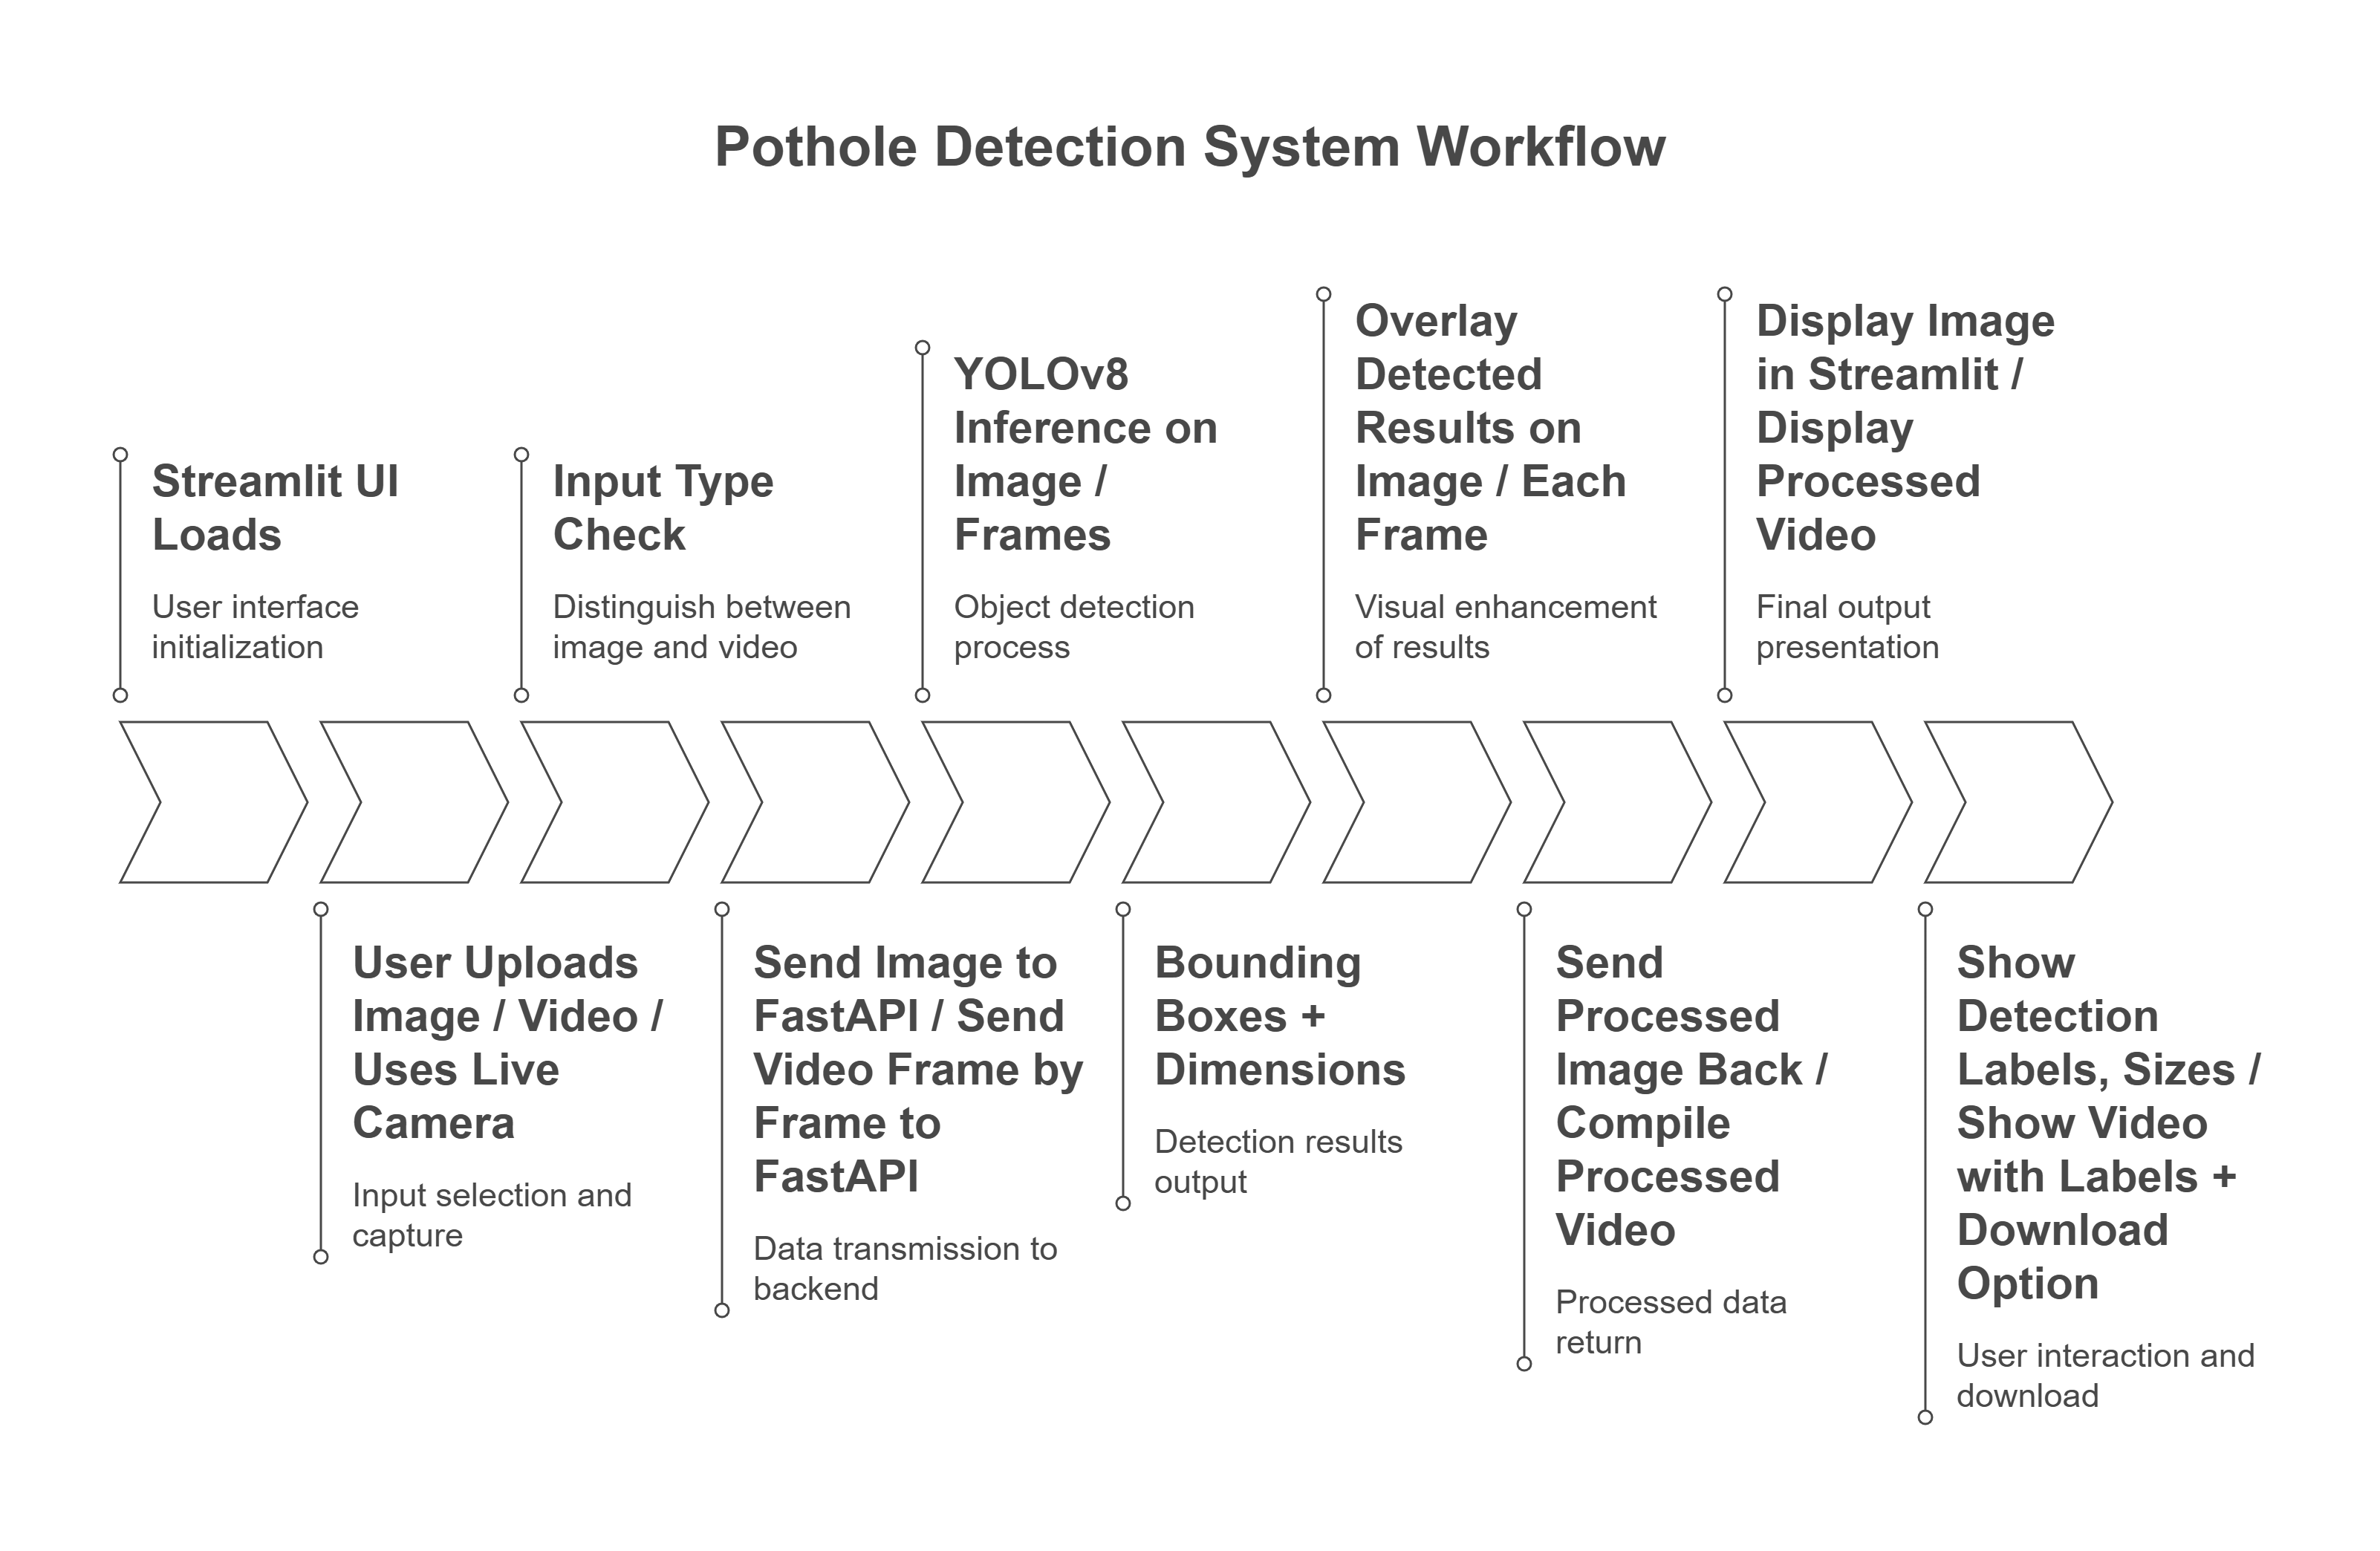 Pothole Detection System Workflow
Streamlit UI
Loads
User interface
initialization
User Uploads
Image / Video /
Uses Live
Camera
Input selection and
capture
Input Type
Check
Distinguish between
image and video
Send Image to
FastAPI / Send
Video Frame by
Frame to
FastAPI
Data transmission to
backend
YOLOv8
Inference on
Image /
Frames
Object detection
process
Bounding
Boxes +
Dimensions
Detection results
output
Overlay
Detected
Results on
Image / Each
Frame
Visual enhancement
of results
Send
Processed
Image Back /
Compile
Processed
Video
Processed data
return
Display Image
in Streamlit /
Display
Processed
Video
Final output
presentation
Show
Detection
Labels, Sizes /
Show Video
with Labels +
Download
Option
User interaction and
download